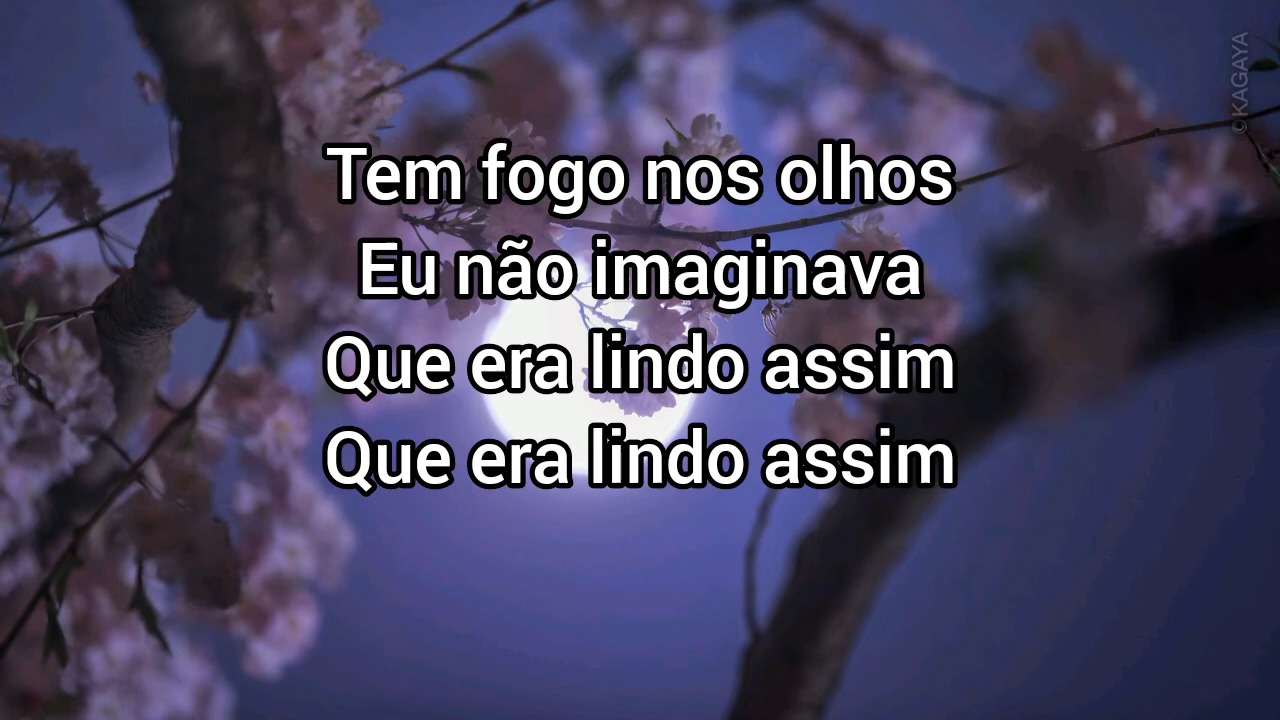 ©KAGAYA
Tem fogo nos olhos
Eu não imaginava
Que era lindo assim
Que era lindo assim